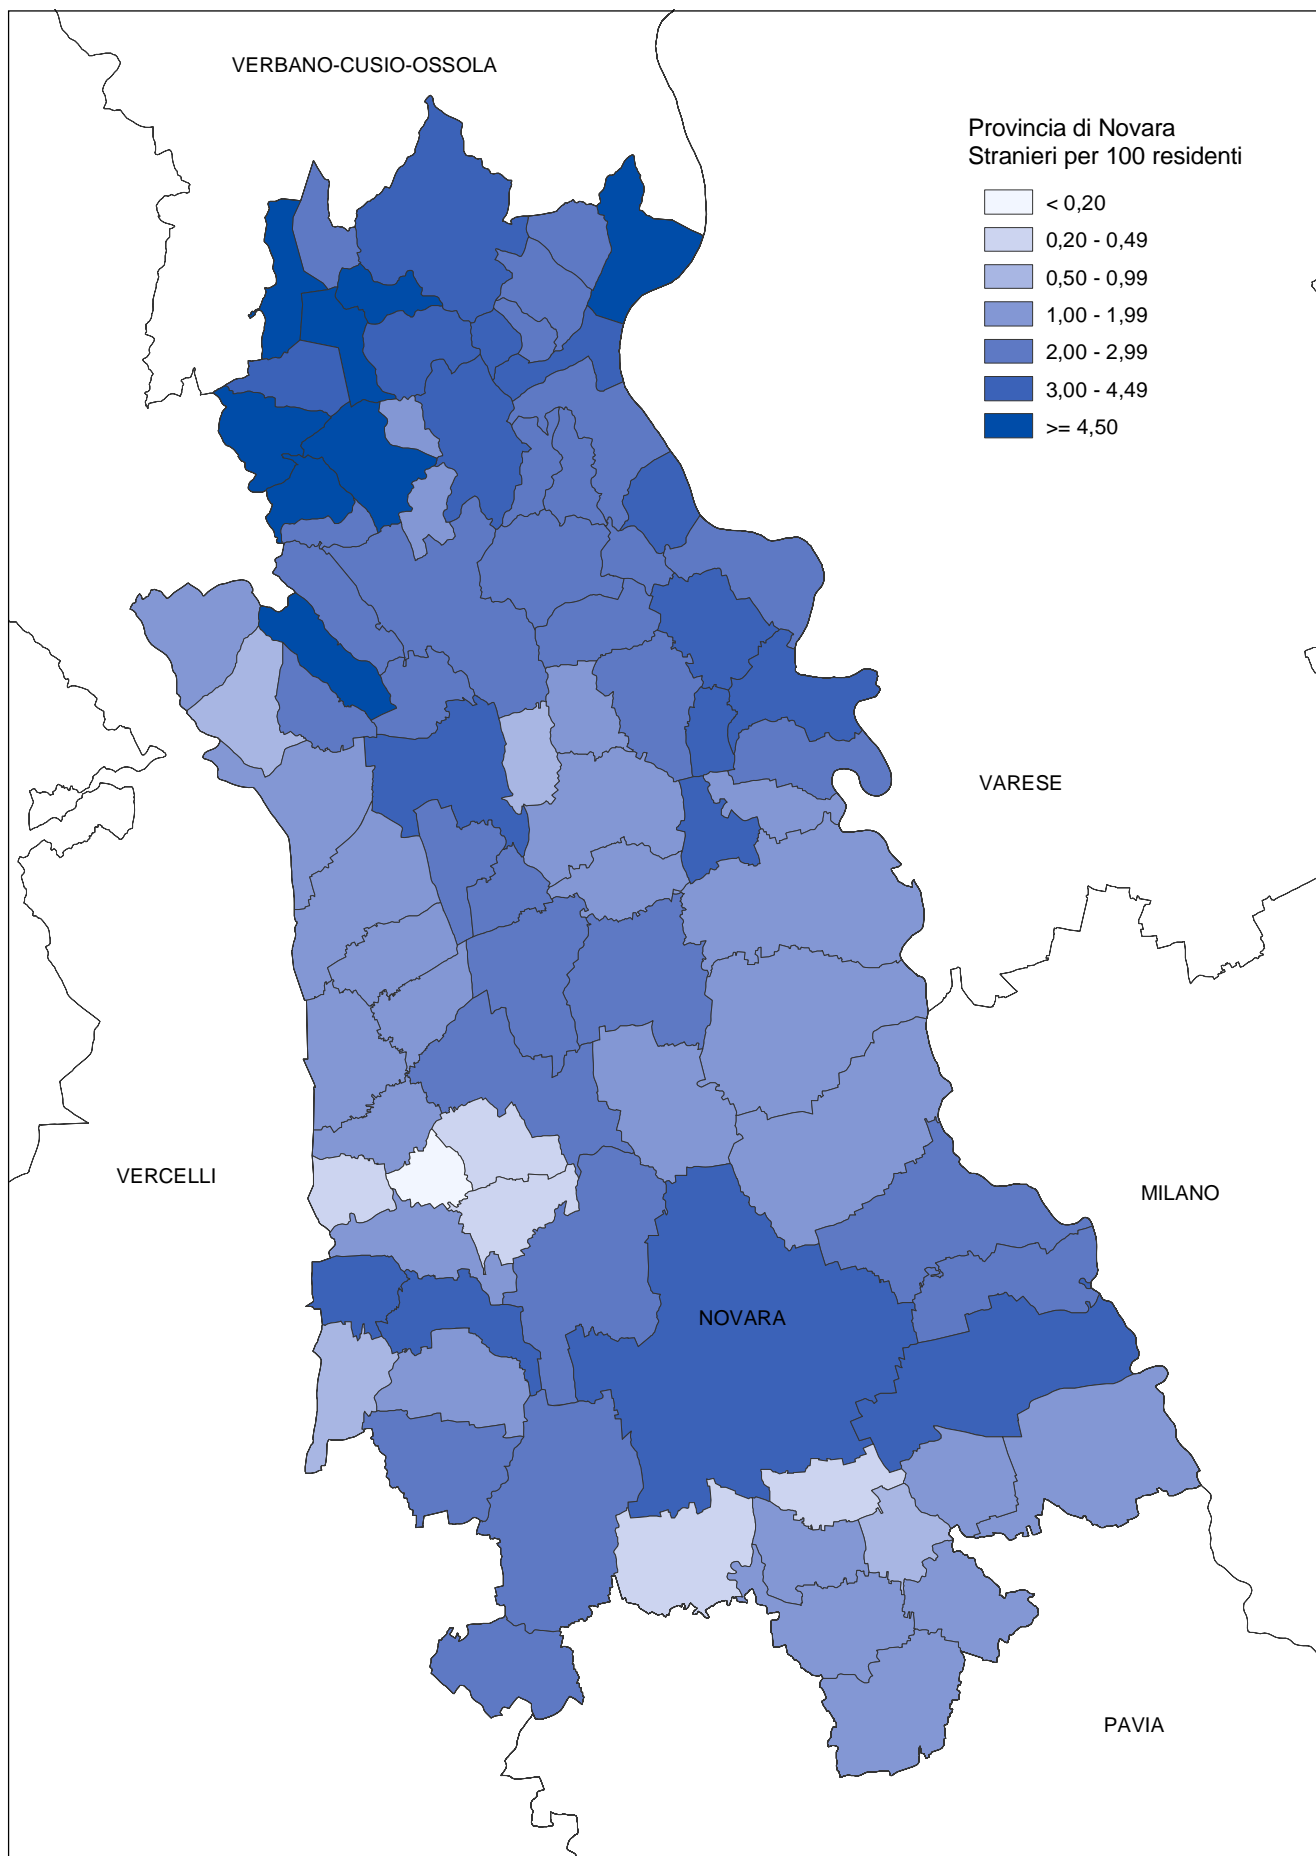 VERBANO-CUSIO-OSSOLA
Provincia di Novara
Stranieri per 100 residenti
< 0,20
0,20 - 0,49
0,50 - 0,99
1,00 - 1,99
2,00 - 2,99
3,00 - 4,49
>= 4,50
VARESE
VERCELLI
MILANO
NOVARA
PAVIA